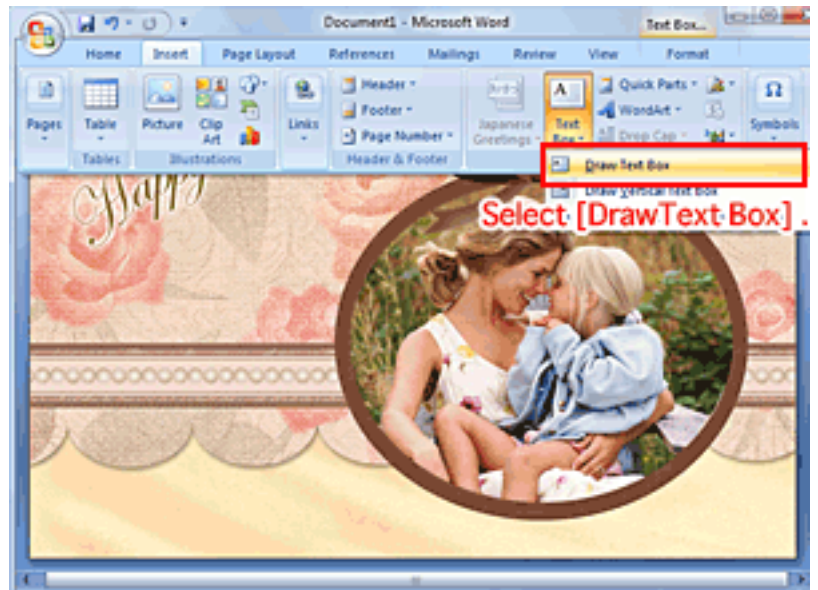 Document1 - Microsoft Word
Text Box...
Home Insert Page Layout References Mailings Review View Format
Pages
Table
Picture
Clip
Art
Links
Header
Footer
Page Number
Japanese
Greetings
Text
Box
Quick Parts
WordArt
Drop Cap
Symbols
Tables
Illustrations
Header & Footer
Draw Text Box
Draw Vertical Text Box
Select [DrawText Box] .
Happy